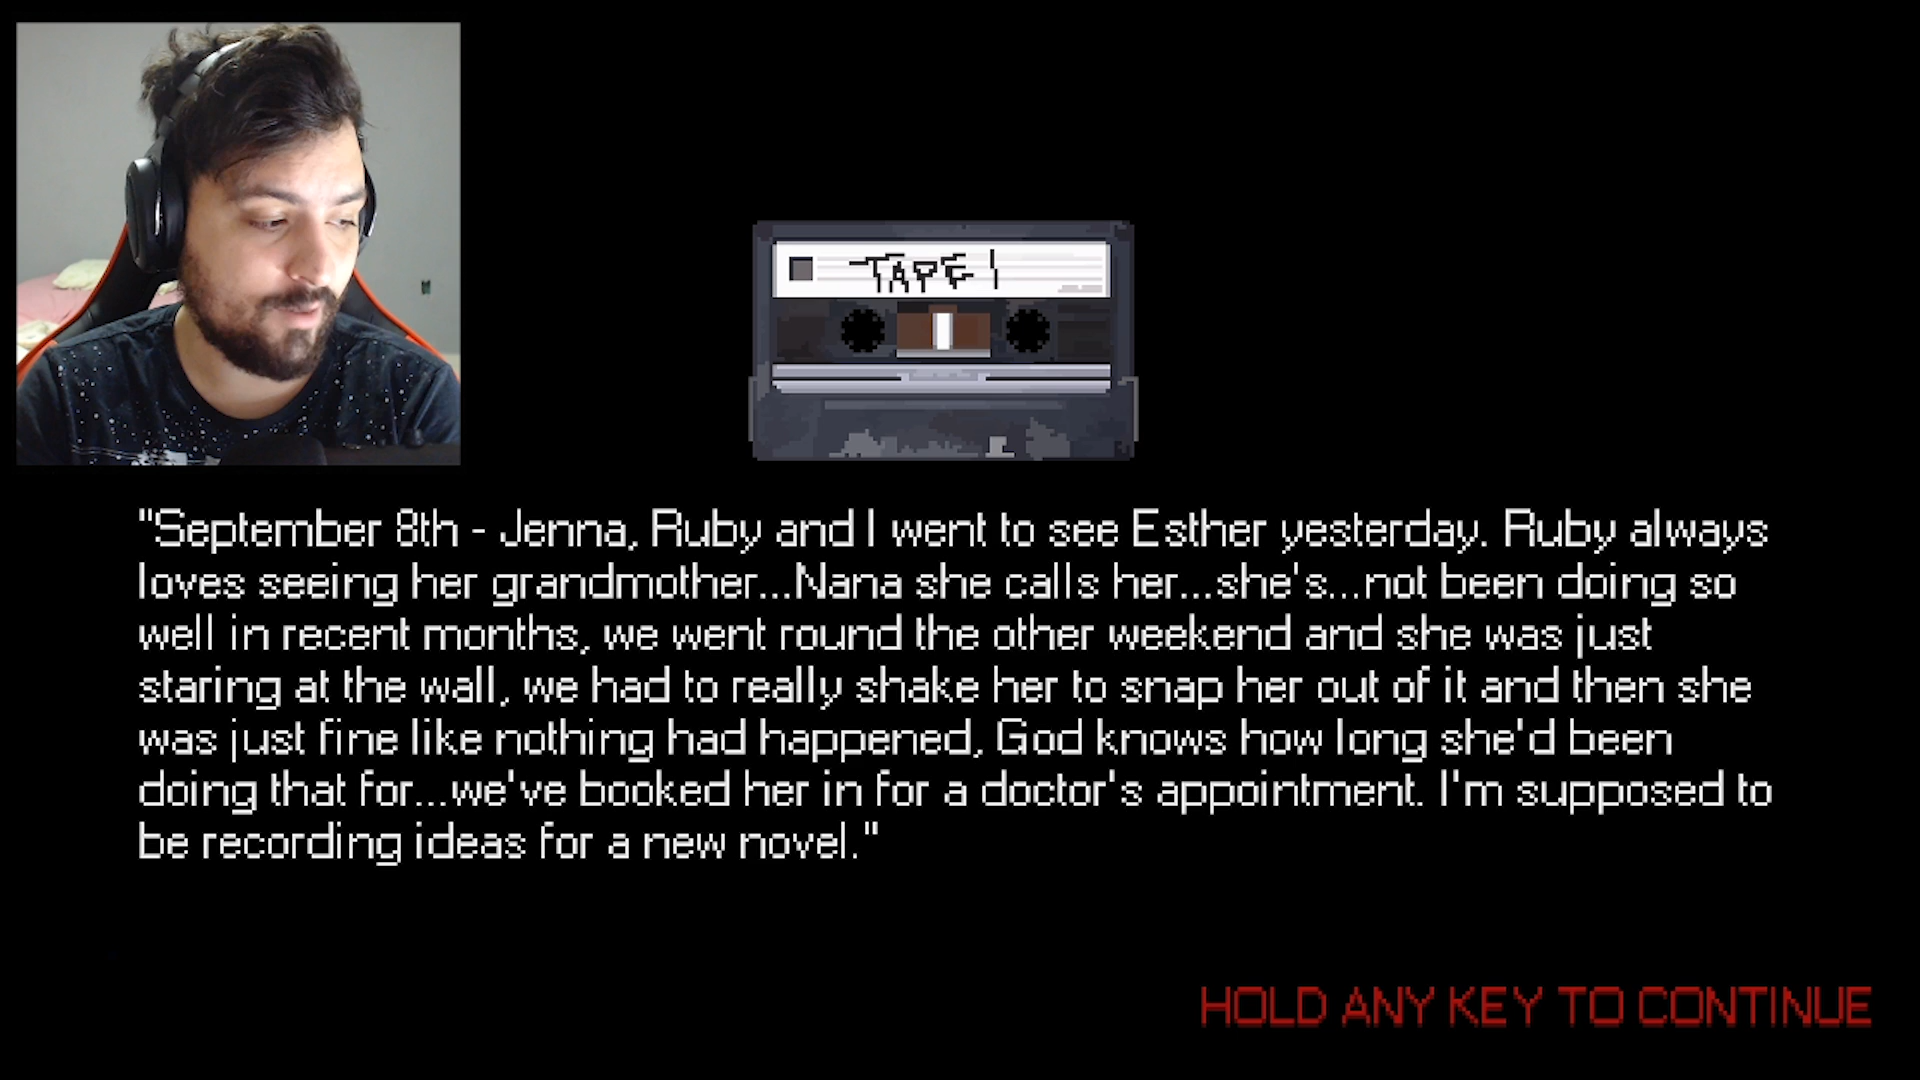 TAPE 1
"September 8th - Jenna, Ruby and I went to see Esther yesterday. Ruby always
loves seeing her grandmother...Nana she calls her...she's...not been doing so
well in recent months, we went round the other weekend and she was just
staring at the wall, we had to really shake her to snap her out of it and then she
was just fine like nothing had happened, God knows how long she'd been
doing that for...we've booked her in for a doctor's appointment. I'm supposed to
be recording ideas for a new novel."
HOLD ANY KEY TO CONTINUE